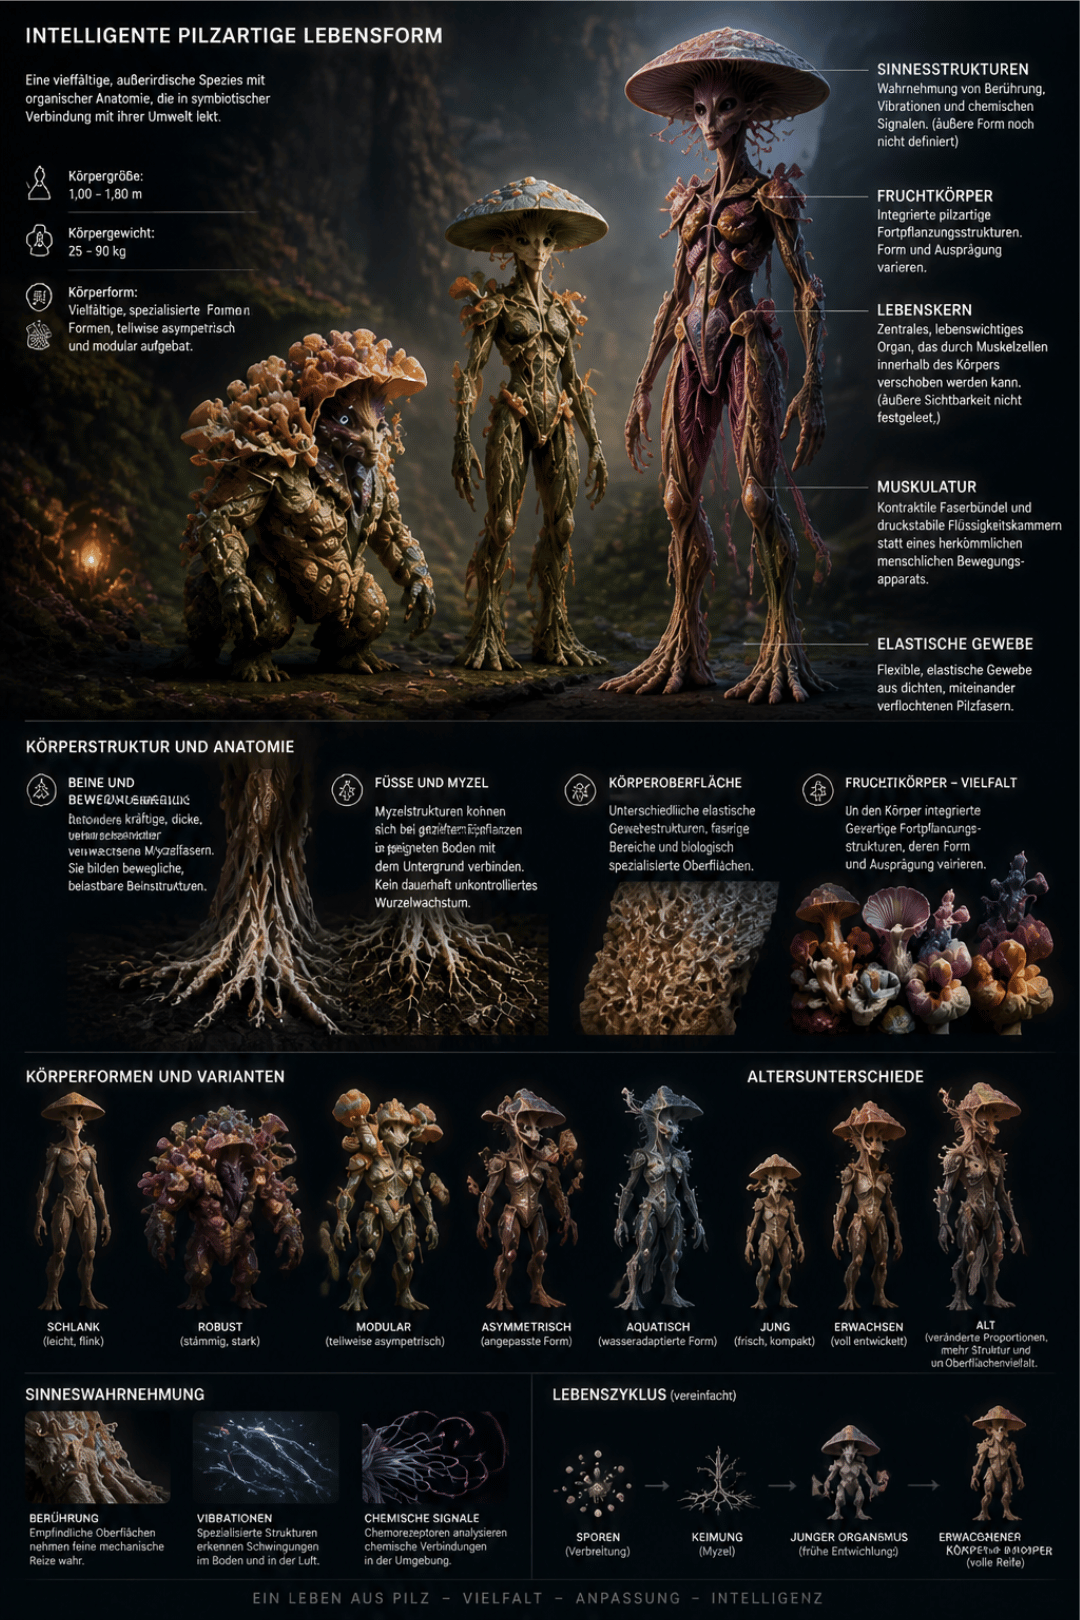 INTELLIGENTE PILZARTIGE LEBENSFORM
Eine vieffältige, außerirdische Spezies mit
organischer Anatomie, die in symbiotischer
Verbindung mit ihrer Umwelt lekt.
Körpergröße:
1,00 – 1,80 m
Körpergewicht:
25 – 90 kg
Körperform:
Vielfältige, spezialisierte
Formen, teilwise asympetrisch
und modular aufgebat.
SINNESSTRUKTUREN
Wahrnehmung von Berührung,
Vibrationen und chemischen
Signalen. (äußere Form noch
nicht definiert)
FRUCHTKÖRPER
Integrierte pilzartige
Fortpflanzungsstrukturen.
Form und Ausprägung
varieren.
LEBENSKERN
Zentrales, lebenswichtiges
Organ, das durch Muskelzellen
innerhalb des Körpers
verschoben werden kann.
(äußere Sichtbarkeit nicht
festgeleet,)
MUSKULATUR
Kontraktile Faserbündel und
druckstabile Flüssigkeitskammern
statt eines herkömmlichen
menschlichen Bewegungs-
apparats.
ELASTISCHE GEWEBE
Flexible, elastische Gewebe
aus dichten, miteinander
verflochtenen Pilzfasern.
KÖRPERSTRUKTUR UND ANATOMIE
BEINE UND
kräftige, dicke,
Sie bilden bewegliche,
belastbare Beinstrukturen.
FÜSSE UND MYZEL
Myzelstrukturen kohnen
sich bei
Boden mit
dem Untergrund verbinden.
Kein dauerhaft unkontrolliertes
Wurzelwachstum.
KÖRPEROBERFLÄCHE
Unterschiedliche elastische
Gewebestrukturen, faserige
Bereiche und biologisch
spezialisierte Oberflächen.
FRUCHTKÖRPER – VIELFALT
Un den Körper integrierte
Fortpflancungs-
strukturen, deren Form
und Ausprägung vairieren.
KÖRPERFORMEN UND VARIANTEN
ALTERSUNTERSCHIEDE
SCHLANK
(leicht, flink)
ROBUST
(stämmig, stark)
MODULAR
(teilweise asympetrisch)
ASYMMETRISCH
(angepasste Form)
AQUATISCH
(wasseradaptierte Form)
JUNG
(frisch, kompakt)
ERWACHSEN
(voll entwickelt)
ALT
(veränderte Proportionen,
mehr Struktur und
un Oberflächenvielfalt.
SINNESWAHRNEHMUNG
BERÜHRUNG
Empfindliche Oberflächen
nehmen feine mechanische
Reize wahr.
VIBRATIONEN
Spezialisierte Strukturen
erkennen Schwingungen
im Boden und in der Luft.
CHEMISCHE SIGNALE
Chemorezeptoren analysieren
chemische Verbindungen
in der Umgebung.
LEBENSZYKLUS (vereinfacht)
SPOREN
(Verbreitung)
KEIMUNG
(Myzel)
JUNGER ORGANISMUS
(frühe Entwichlung)
(volle Reife)
EIN LEBEN AUS PILZ – VIELFALT – ANPASSUNG – INTELLIGENZ